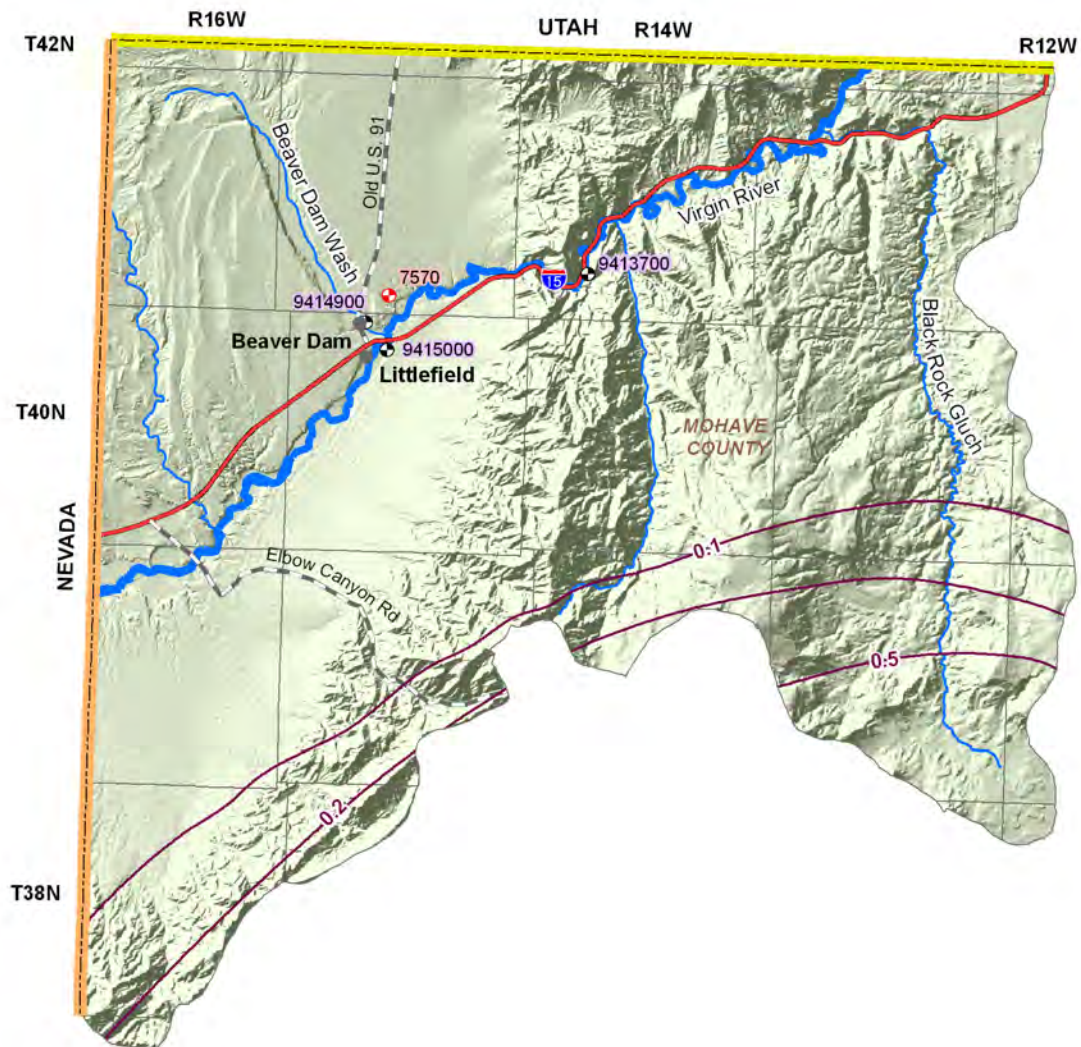 R16W
UTAH
R14W
R12W
T42N
Old U.S. 91
Beaver Dam Wash
Virgin River
7570
9413700
15
9414900
Beaver Dam
9415000
Littlefield
Black Rock Gluch
T40N
MOHAVE
COUNTY
NEVADA
0.1
Elbow Canyon Rd
0.5
0.2
T38N